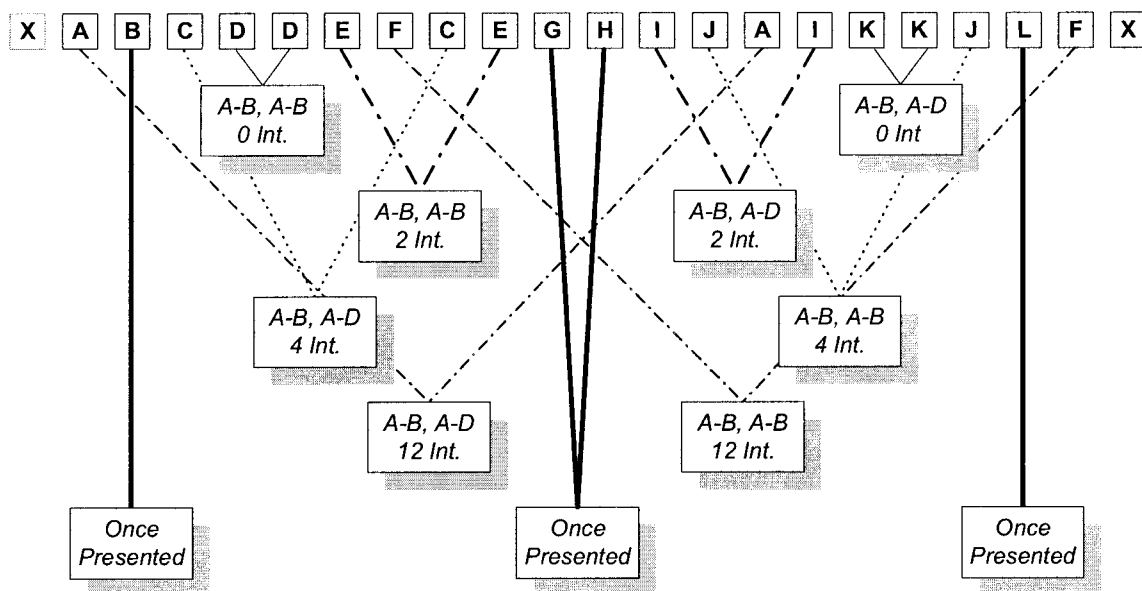 X A B C D D E F C E G H I J A I K K J L F X
A-B, A-B
0 Int.
A-B, A-D
0 Int
A-B, A-B
2 Int.
A-B, A-D
2 Int.
A-B, A-D
4 Int.
A-B, A-B
4 Int.
A-B, A-D
12 Int.
A-B, A-B
12 Int.
Once
Presented
Once
Presented
Once
Presented